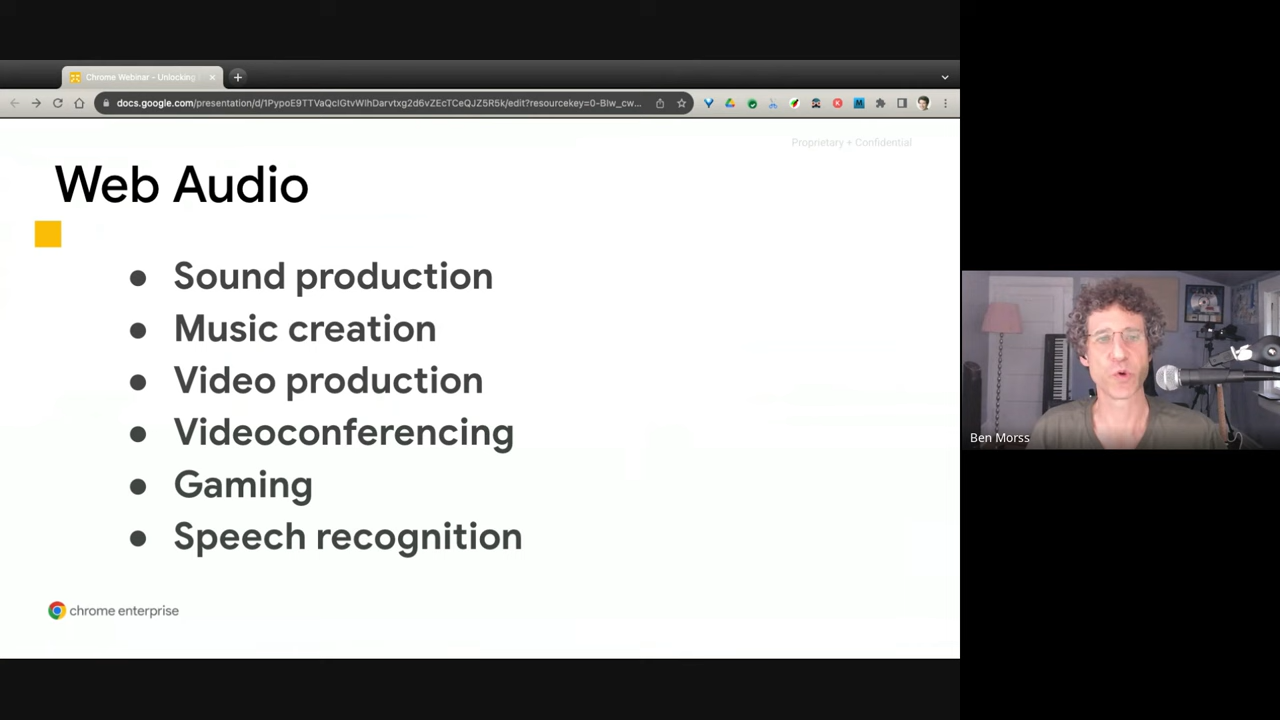 Chrome Webinar - Unlocking
docs.google.com/presentation/d/1PypoE9TTVaQcIGtvWIhDarvtxg2d6vZEcTCeQJZ5R5k/edit?resourcekey=0-Blw_cw...
Proprietary + Confidential
Web Audio
● Sound production
● Music creation
● Video production
● Videoconferencing
● Gaming
● Speech recognition
chrome enterprise
Ben Morss